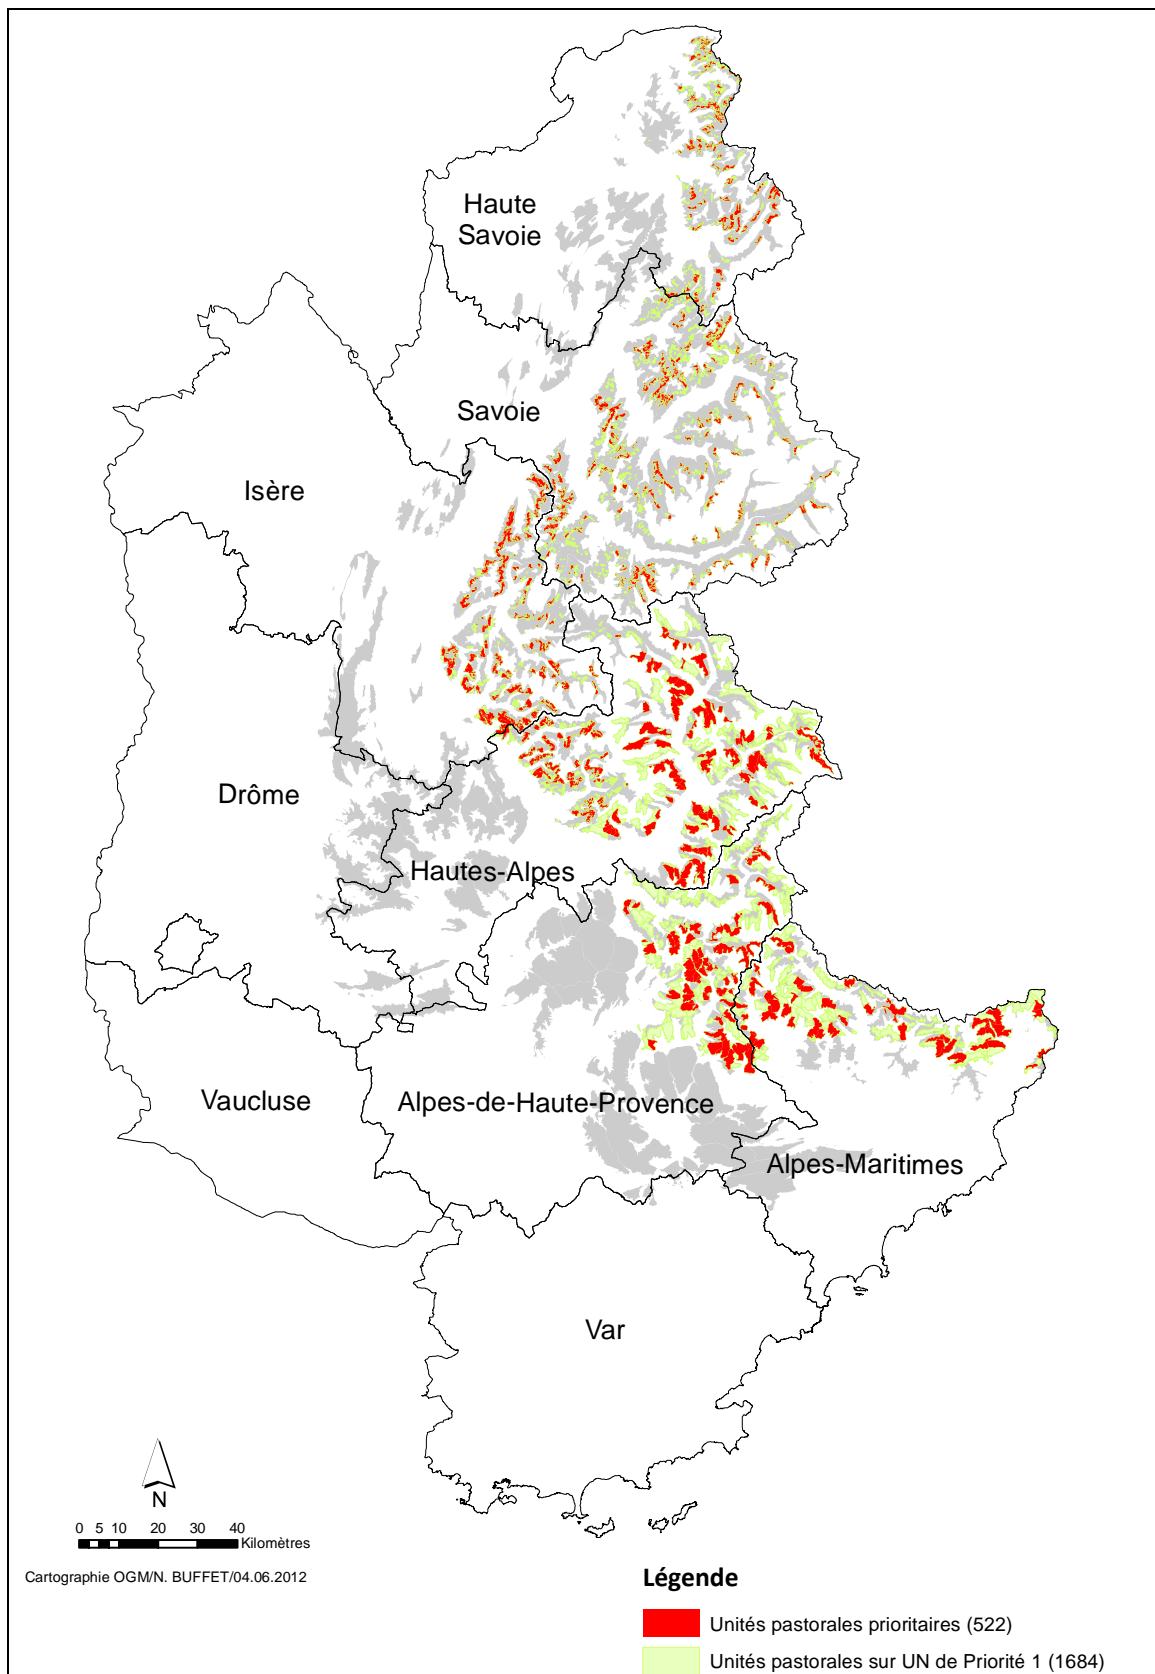 Haute
Savoie
Savoie
Isère
Drôme
Hautes-Alpes
Vaucluse
Alpes-de-Haute-Provence
Alpes-Maritimes
Var
N
0 5 10 20 30 40
Kilomètres
Cartographie OGM/N. BUFFET/04.06.2012
Légende
Unités pastorales prioritaires (522)
Unités pastorales sur UN de Priorité 1 (1684)